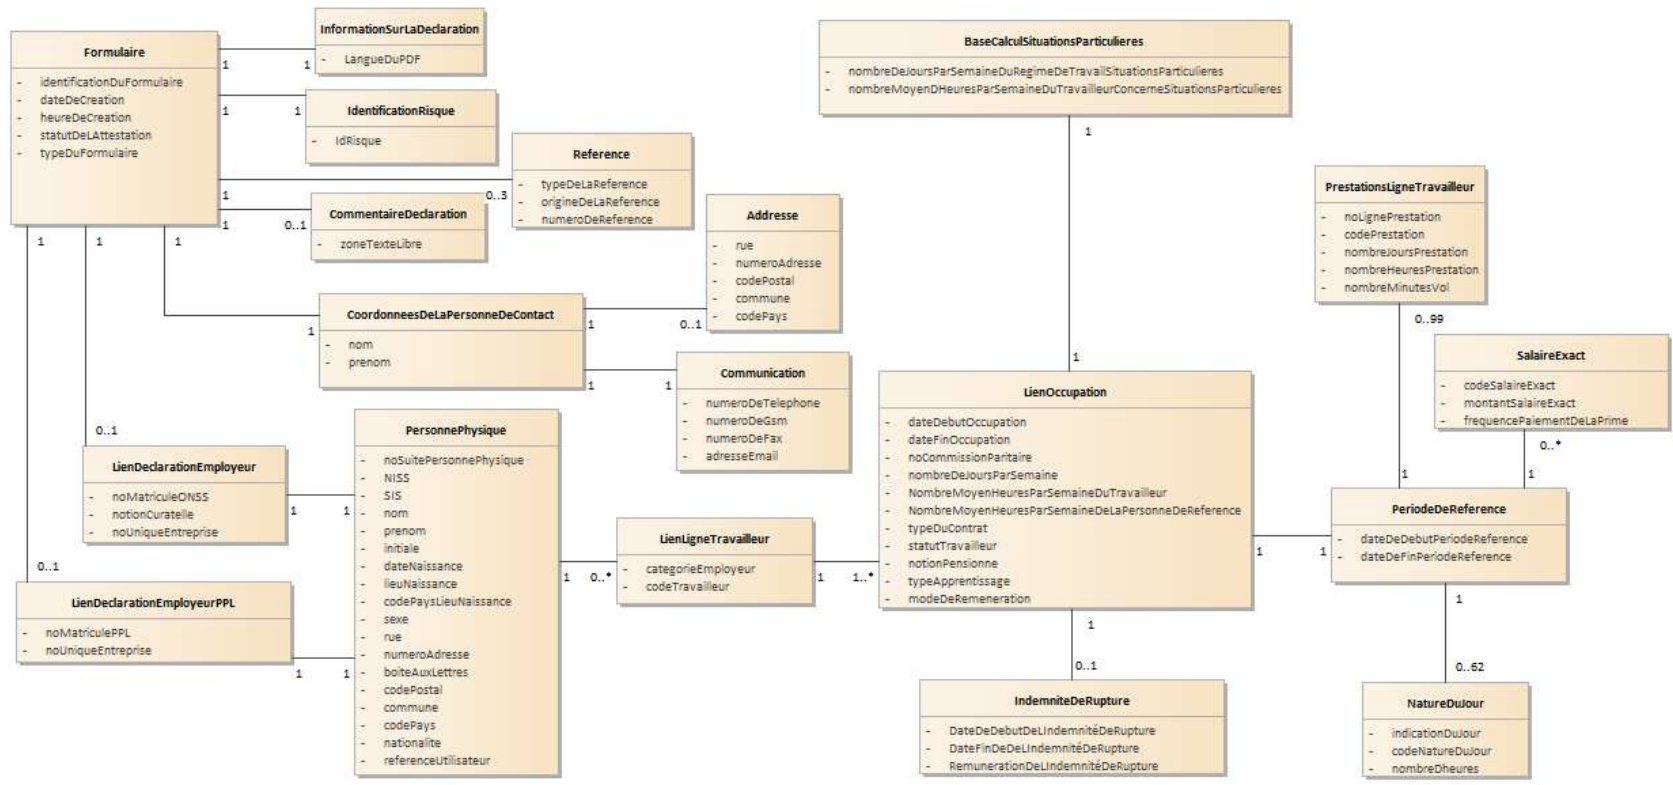 Formulaire
- identificationDuFormulaire
- dateDeCreation
- heureDeCreation
- statutDeLAttestation
- typeDuFormulaire
1
1
InformationSurLaDeclaration
- LangueDuPDF
1
1
IdentificationRisque
- IdRisque
1
0..3
Reference
- typeDeLaReference
- origineDeLaReference
- numeroDeReference
1
0..1
CommentaireDeclaration
- zoneTexteLibre
1
1
1
1
CoordonneesDeLaPersonneDeContact
- nom
- prenom
1
0..1
Addresse
- rue
- numeroAdresse
- codePostal
- commune
- codePays
1
1
Communication
- numeroDeTelephone
- numeroDeGsm
- numeroDeFax
- adresseEmail
0..1
LienDeclarationEmployeur
- noMatriculeONSS
- notionCuratelle
- noUniqueEntreprise
1
1
0..1
LienDeclarationEmployeurPPL
- noMatriculePPL
- noUniqueEntreprise
1
1
PersonnePhysique
- noSuitePersonnePhysique
- NISS
- SIS
- nom
- prenom
- initiale
- dateNaissance
- lieuNaissance
- codePaysLieuNaissance
- sexe
- rue
- numeroAdresse
- boiteAuxLettres
- codePostal
- commune
- codePays
- nationalite
- referenceUtilisateur
1
0..*
LienLigneTravailleur
- categorieEmployeur
- codeTravailleur
1
1..*
BaseCalculSituationsParticulieres
- nombreDeJoursParSemaineDuRegimeDeTravailSituationsParticulieres
- nombreMoyenDHeuresParSemaineDuTravailleurConcerneSituationsParticulieres
1
1
LienOccupation
- dateDebutOccupation
- dateFinOccupation
- noCommissionParitaire
- nombreDeJoursParSemaine
- NombreMoyenHeuresParSemaineDuTravailleur
- NombreMoyenHeuresParSemaineDeLaPersonneDeReference
- typeDuContrat
- statutTravailleur
- notionPensionne
- typeApprentissage
- modeDeRemeneration
1
0..1
IndemniteDeRupture
- DateDeDebutDeLIndemnitéDeRupture
- DateFinDeDeLIndemnitéDeRupture
- RemunerationDeLIndemnitéDeRupture
1
1
PrestationsLigneTravailleur
- noLignePrestation
- codePrestation
- nombreJoursPrestation
- nombreHeuresPrestation
- nombreMinutesVol
0..99
1
SalaireExact
- codeSalaireExact
- montantSalaireExact
- frequencePaiementDeLaPrime
0..*
1
PeriodeDeReference
- dateDeDebutPeriodeReference
- dateDeFinPeriodeReference
1
0..62
NatureDuJour
- indicationDuJour
- codeNatureDuJour
- nombreDheures